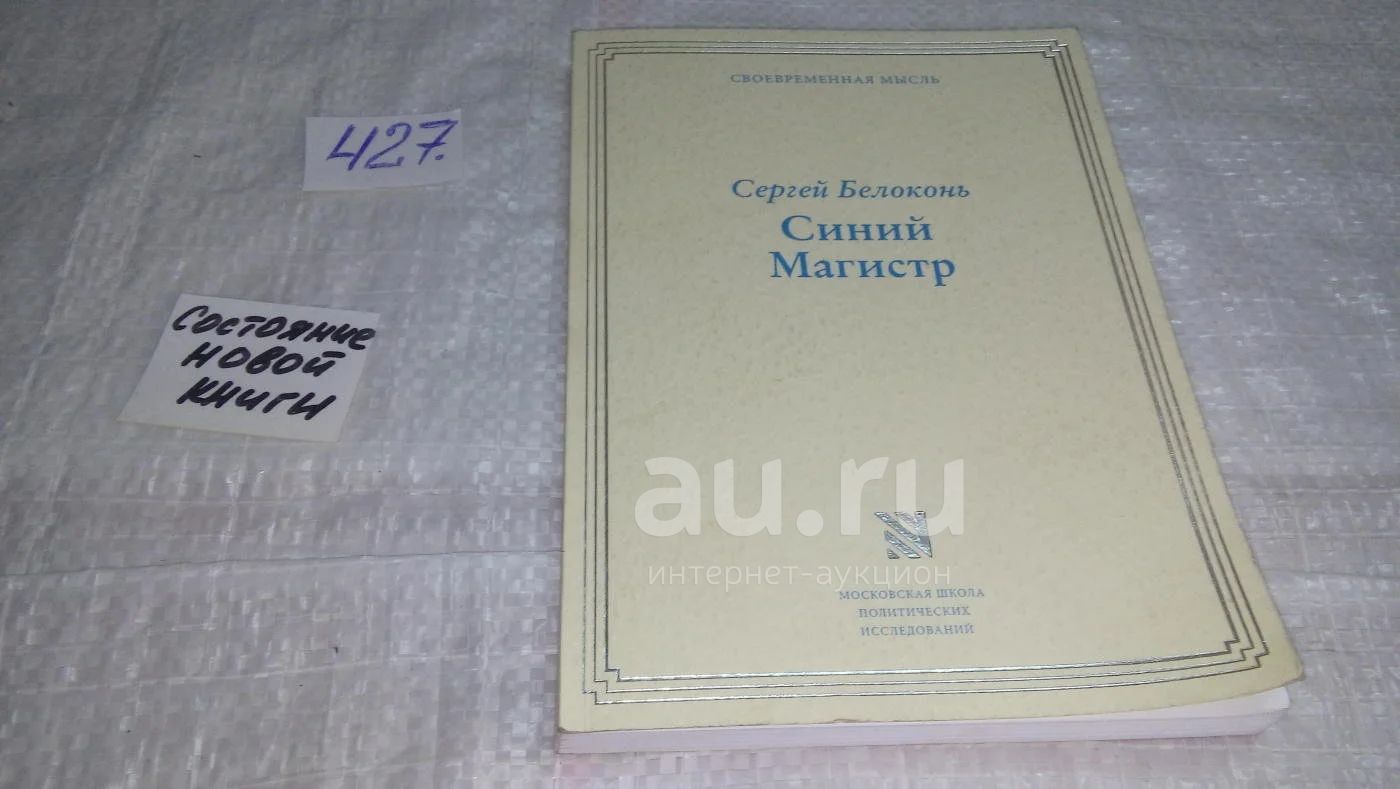 427.
Состояние
новой
книги
СВОЕВРЕМЕННАЯ МЫСЛЬ
Сергей Белоконь
Синий
Магистр
au.ru
интернет-аукцион
МОСКОВСКАЯ ШКОЛА
ПОЛИТИЧЕСКИХ
ИССЛЕДОВАНИЙ